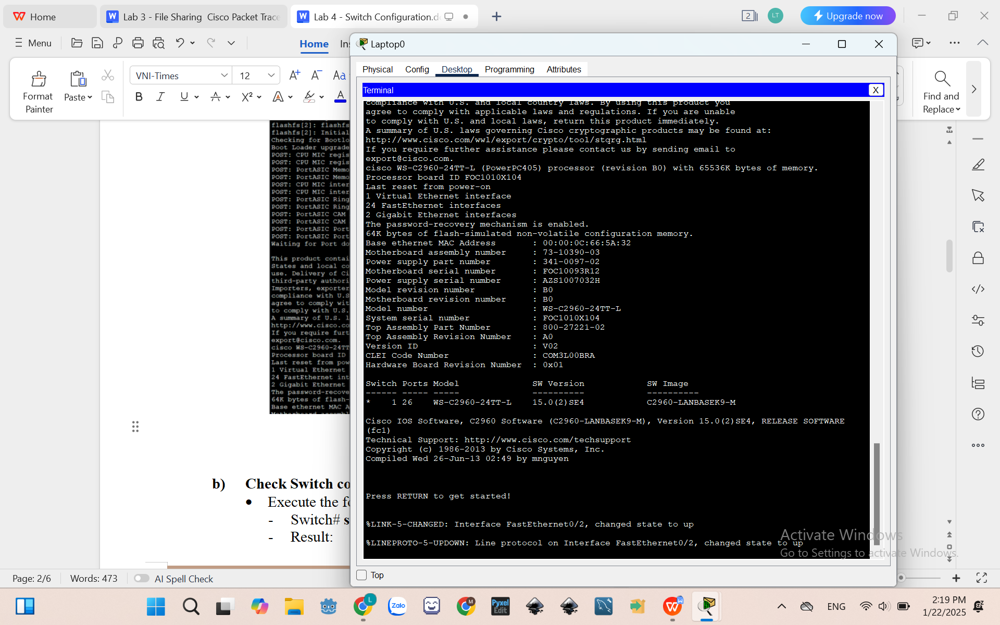 Home
Lab 3 - File Sharing Cisco Packet Trace
Lab 4 - Switch Configuration.d
2
LT
Upgrade now
Menu
Home
Ins
Format
Painter
Paste
VNI-Times
12
Aa
B I U A X² A A
Find and
Replace
flashfs[2]: flashfs
flashfs[2]: Initial
Checking for Bootlo
Boot Loader upgrade
POST: CPU MIC regis
POST: CPU MIC regis
POST: PortASIC Memo
POST: PortASIC Memo
POST: CPU MIC inter
POST: CPU MIC inter
POST: PortASIC Ring
POST: PortASIC Ring
POST: PortASIC CAM
POST: PortASIC CAM
POST: PortASIC Port
POST: PortASIC Port
Waiting for Port do
This product contai
States and local co
use. Delivery of Ci
third-party authori
Importers, exporter
compliance with U.S
agree to comply wit
to comply with U.S.
A summary of U.S. l
http://www.cisco.co
If you require furt
export@cisco.com.
cisco WS-C2960-24TT
Processor board ID
Last reset from pow
1 Virtual Ethernet
24 FastEthernet int
2 Gigabit Ethernet
The password-recove
64K bytes of flash-
Base ethernet MAC A
Motherboard assembl
b) Check Switch co
• Execute the fo
- Switch# s
- Result:
Laptop0
Physical Config Desktop Programming Attributes
Terminal
X
compliance with U.S. and local country laws. By using this product you
agree to comply with applicable laws and regulations. If you are unable
to comply with U.S. and local laws, return this product immediately.
A summary of U.S. laws governing Cisco cryptographic products may be found at:
http://www.cisco.com/wwl/export/crypto/tool/stqrg.html
If you require further assistance please contact us by sending email to
export@cisco.com.
cisco WS-C2960-24TT-L (PowerPC405) processor (revision B0) with 65536K bytes of memory.
Processor board ID FOC1010X104
Last reset from power-on
1 Virtual Ethernet interface
24 FastEthernet interfaces
2 Gigabit Ethernet interfaces
The password-recovery mechanism is enabled.
64K bytes of flash-simulated non-volatile configuration memory.
Base ethernet MAC Address : 00:00:0C:66:5A:32
Motherboard assembly number : 73-10390-03
Power supply part number : 341-0097-02
Motherboard serial number : FOC10093R12
Power supply serial number : AZS1007032H
Model revision number : B0
Motherboard revision number : B0
Model number : WS-C2960-24TT-L
System serial number : FOC1010X104
Top Assembly Part Number : 800-27221-02
Top Assembly Revision Number : A0
Version ID : V02
CLEI Code Number : COM3L00BRA
Hardware Board Revision Number : 0x01
Switch Ports Model SW Version SW Image
------ ----- ----- ---------- ----------
* 1 26 WS-C2960-24TT-L 15.0(2)SE4 C2960-LANBASEK9-M
Cisco IOS Software, C2960 Software (C2960-LANBASEK9-M), Version 15.0(2)SE4, RELEASE SOFTWARE
(fc1)
Technical Support: http://www.cisco.com/techsupport
Copyright (c) 1986-2013 by Cisco Systems, Inc.
Compiled Wed 26-Jun-13 02:49 by mnguyen
Press RETURN to get started!
%LINK-5-CHANGED: Interface FastEthernet0/2, changed state to up
%LINEPROTO-5-UPDOWN: Line protocol on Interface FastEthernet0/2, changed state to up
Top
Activate Windows
Go to Settings to activate Windows.
Page: 2/6
Words: 473
AI Spell Check
Zalo
Pyxel
Edit
ENG
2:19 PM
1/22/2025